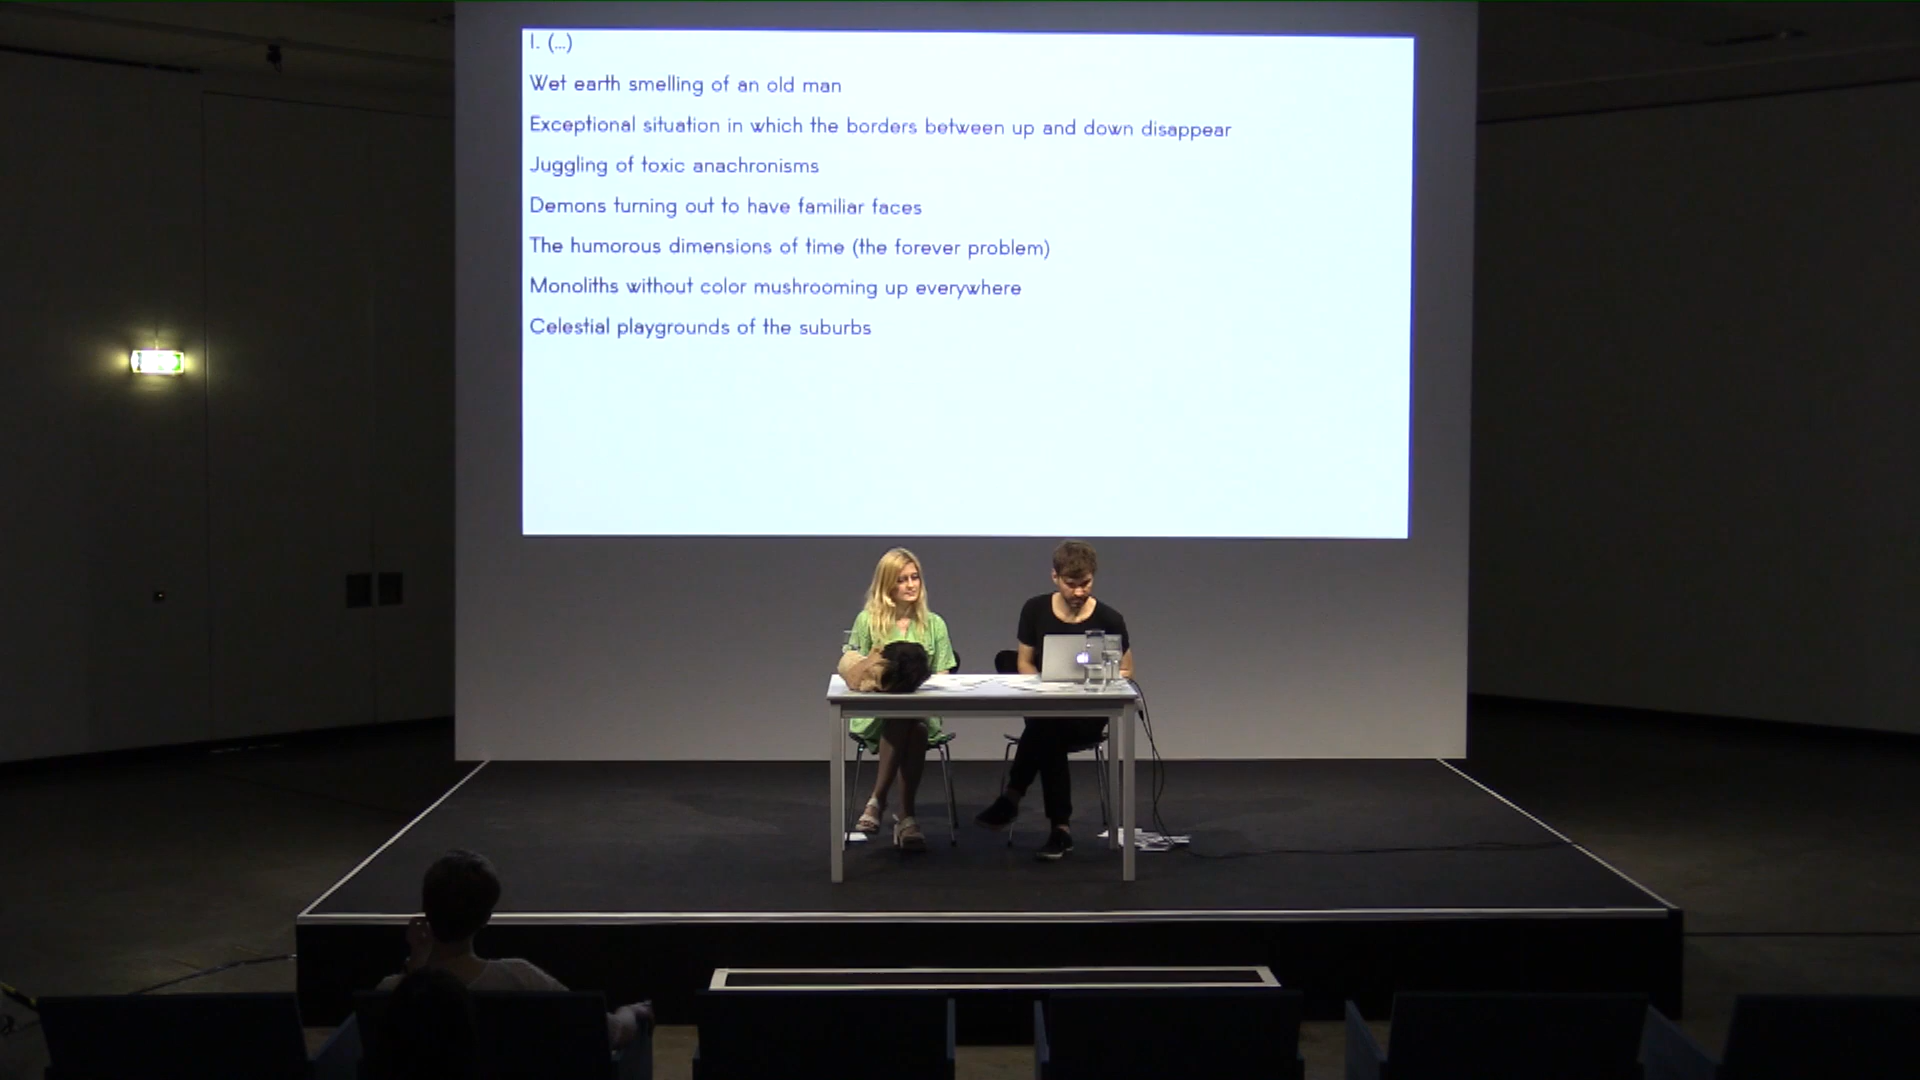 I. (...)
Wet earth smelling of an old man
Exceptional situation in which the borders between up and down disappear
Juggling of toxic anachronisms
Demons turning out to have familiar faces
The humorous dimensions of time (the forever problem)
Monoliths without color mushrooming up everywhere
Celestial playgrounds of the suburbs